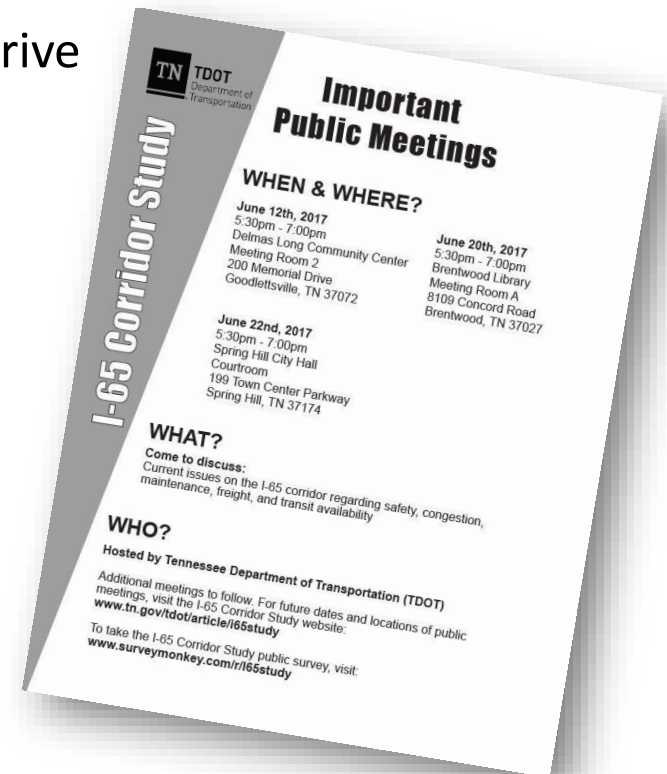 rive
TN TDOT
Department of
Transportation
I-65 Corridor Study
Important
Public Meetings
WHEN & WHERE?
June 12th, 2017
5:30pm - 7:00pm
Delmas Long Community Center
Meeting Room 2
200 Memorial Drive
Goodlettsville, TN 37072
June 20th, 2017
5:30pm - 7:00pm
Brentwood Library
Meeting Room A
8109 Concord Road
Brentwood, TN 37027
June 22nd, 2017
5:30pm - 7:00pm
Spring Hill City Hall
Courtroom
199 Town Center Parkway
Spring Hill, TN 37174
WHAT?
Come to discuss:
Current issues on the I-65 corridor regarding safety, congestion,
maintenance, freight, and transit availability
WHO?
Hosted by Tennessee Department of Transportation (TDOT)
Additional meetings to follow. For future dates and locations of public
meetings, visit the I-65 Corridor Study website:
www.tn.gov/tdot/article/i65study
To take the I-65 Corridor Study public survey, visit:
www.surveymonkey.com/r/I65study